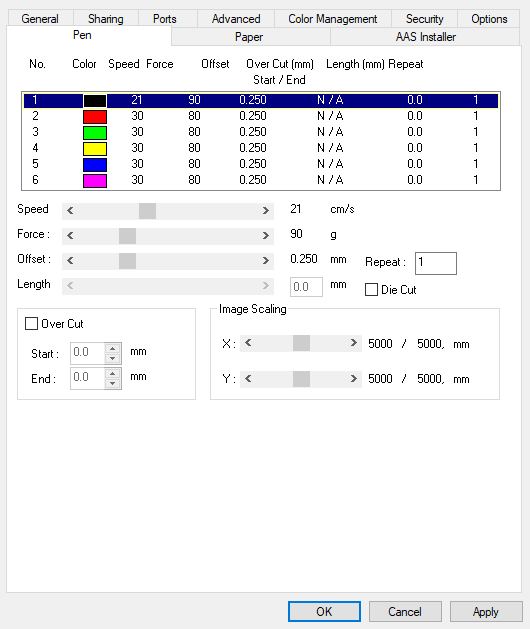 General Sharing Ports Advanced Color Management Security Options
Pen Paper AAS Installer
No. Color Speed Force Offset Over Cut (mm) Length (mm) Repeat
Start / End
1 21 90 0.250 N / A 0.0 1
2 30 80 0.250 N / A 0.0 1
3 30 80 0.250 N / A 0.0 1
4 30 80 0.250 N / A 0.0 1
5 30 80 0.250 N / A 0.0 1
6 30 80 0.250 N / A 0.0 1
Speed 21 cm/s
Force : 90 g
Offset : 0.250 mm Repeat : 1
Length 0.0 mm Die Cut
Image Scaling
Over Cut
X : 5000 / 5000, mm
Start : 0.0 mm
End : 0.0 mm
Y : 5000 / 5000, mm
OK Cancel Apply